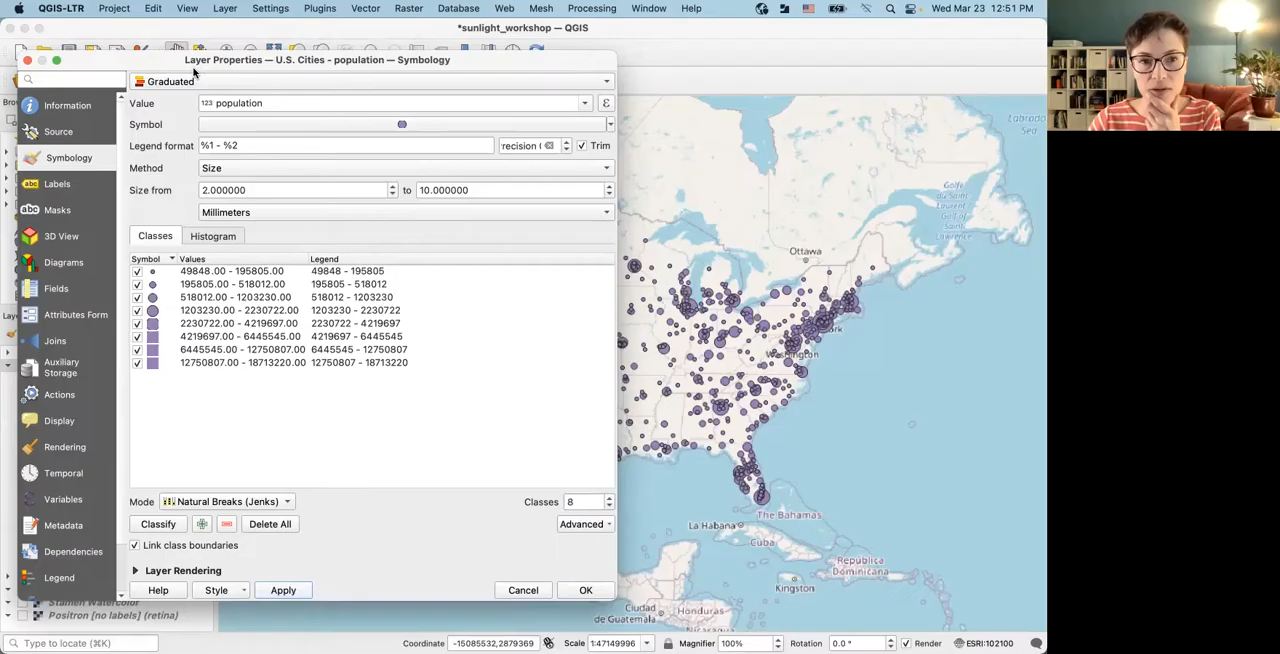 QGIS-LTR Project Edit View Layer Settings Plugins Vector Raster Database Web Mesh Processing Window Help Wed Mar 23 12:51 PM
*sunlight_workshop — QGIS
Layer Properties — U.S. Cities - population — Symbology
Graduated
Information
Source
Symbology
Labels
Masks
3D View
Diagrams
Fields
Attributes Form
Joins
Auxiliary
Storage
Actions
Display
Rendering
Temporal
Variables
Metadata
Dependencies
Legend
Value 123 population
Symbol
Legend format %1 - %2 Trim
Method Size
Size from 2.000000 to 10.000000
Millimeters
Classes Histogram
Symbol Values Legend
49848.00 - 195805.00 49848 - 195805
195805.00 - 518012.00 195805 - 518012
518012.00 - 1203230.00 518012 - 1203230
1203230.00 - 2230722.00 1203230 - 2230722
2230722.00 - 4219697.00 2230722 - 4219697
4219697.00 - 6445545.00 4219697 - 6445545
6445545.00 - 12750807.00 6445545 - 12750807
12750807.00 - 18713220.00 12750807 - 18713220
Mode Natural Breaks (Jenks) Classes 8
Classify Delete All Advanced
Link class boundaries
Layer Rendering
Help Style Apply Cancel OK
Labrador
Sea
Golfe
du Saint-
Laurent /
Gulf of
Saint
Lawrence
Ottawa
Washington
The Bahamas
La Habana
Cuba
República
Dominicana
Kingston
Ciudad
de Guatemala
Honduras
Nicaragua
Stamen Watercolor
Positron [no labels] (retina)
Type to locate (⌘K) Coordinate -15085532,2879369 Scale 1:47149996 Magnifier 100% Rotation 0.0 ° Render ESRI:102100